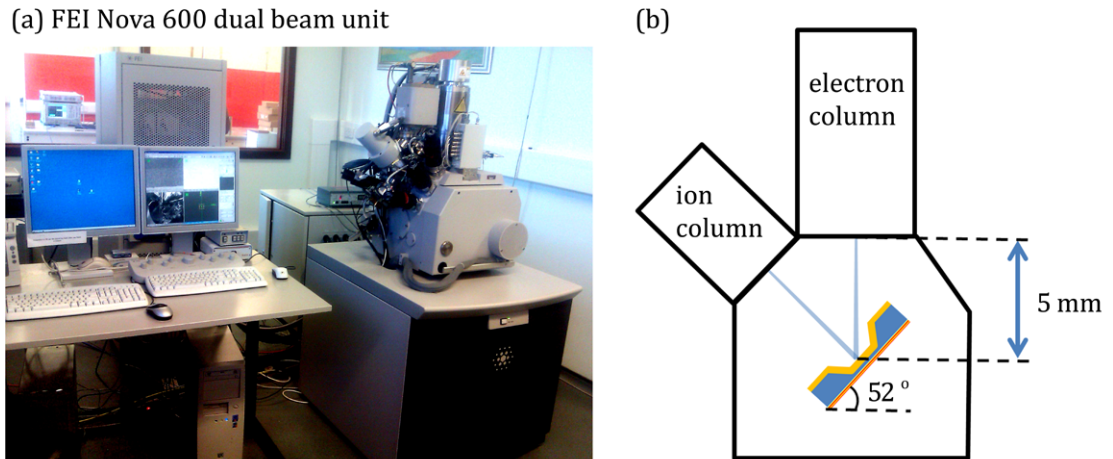 (a) FEI Nova 600 dual beam unit
(b)
electron
column
ion
column
5 mm
52 °